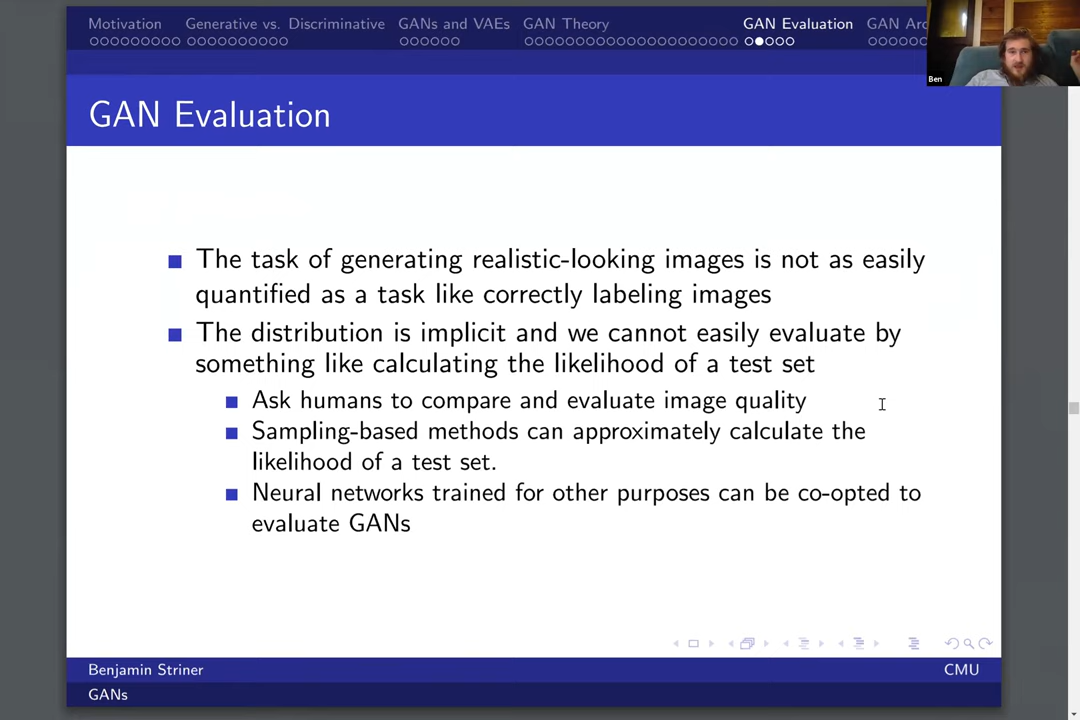 Motivation Generative vs. Discriminative GANs and VAEs GAN Theory GAN Evaluation GAN Arc
Ben
GAN Evaluation
The task of generating realistic-looking images is not as easily
quantified as a task like correctly labeling images
The distribution is implicit and we cannot easily evaluate by
something like calculating the likelihood of a test set
Ask humans to compare and evaluate image quality
Sampling-based methods can approximately calculate the
likelihood of a test set.
Neural networks trained for other purposes can be co-opted to
evaluate GANs
Benjamin Striner CMU
GANs